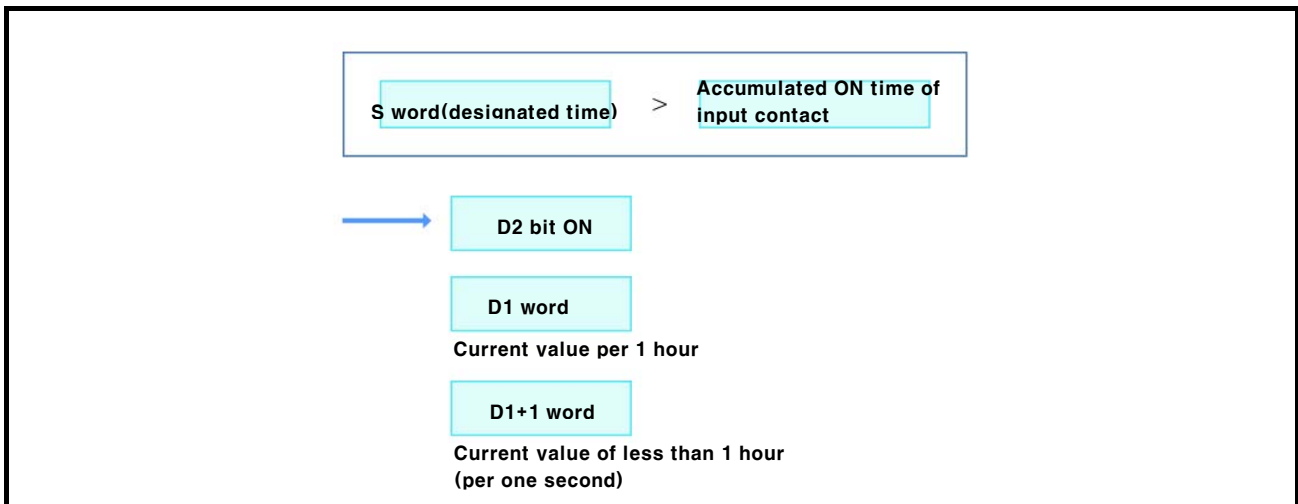 S word(designated time) > Accumulated ON time of
input contact
D2 bit ON
D1 word
Current value per 1 hour
D1+1 word
Current value of less than 1 hour
(per one second)